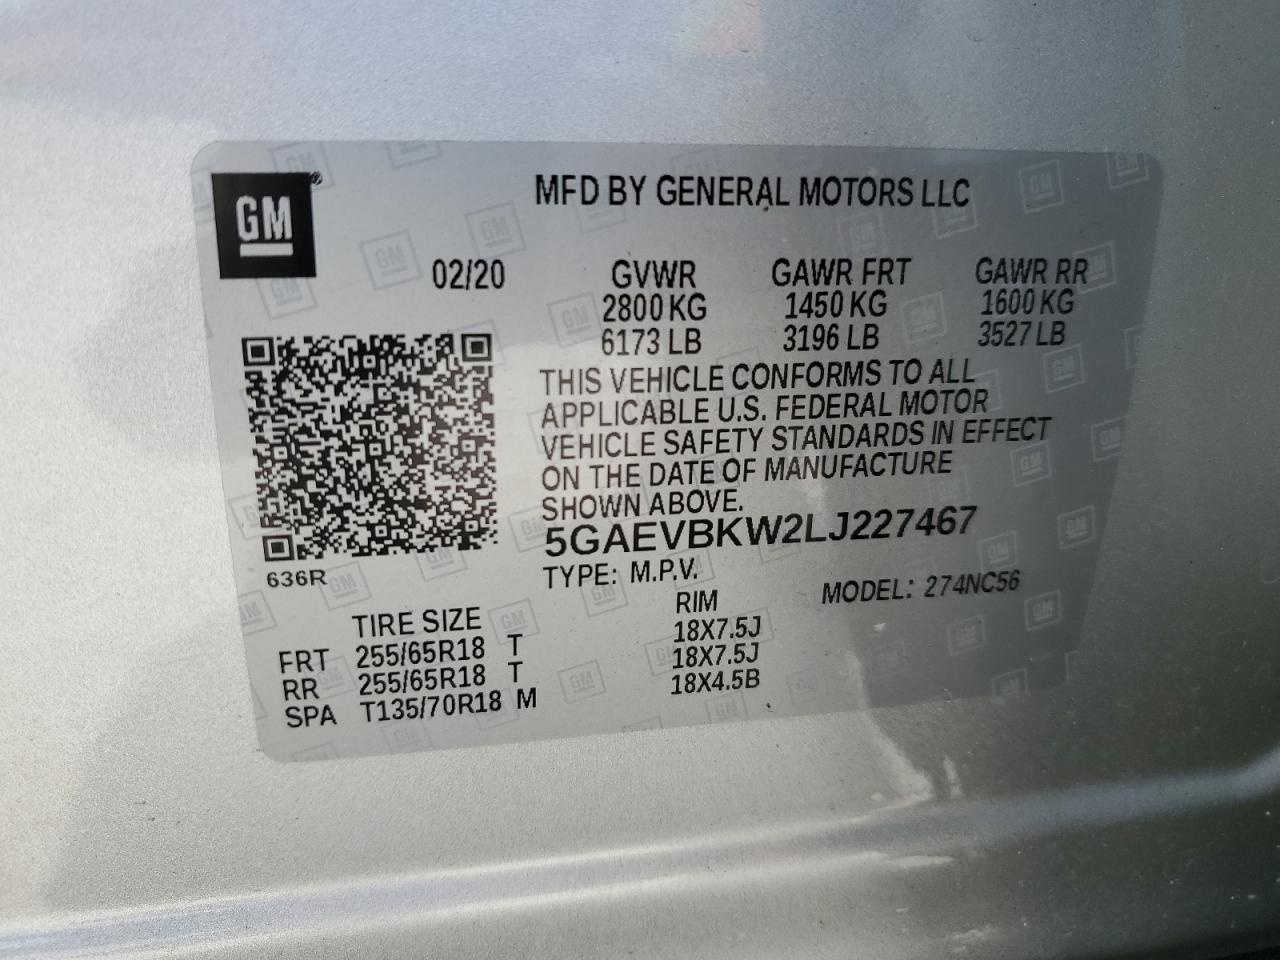 GM ®
MFD BY GENERAL MOTORS LLC
02/20 GVWR GAWR FRT GAWR RR
2800 KG 1450 KG 1600 KG
6173 LB 3196 LB 3527 LB
THIS VEHICLE CONFORMS TO ALL
APPLICABLE U.S. FEDERAL MOTOR
VEHICLE SAFETY STANDARDS IN EFFECT
ON THE DATE OF MANUFACTURE
SHOWN ABOVE.
5GAEVBKW2LJ227467
636R
TYPE: M.P.V. MODEL: 274NC56
TIRE SIZE RIM
FRT 255/65R18 T 18X7.5J
RR 255/65R18 T 18X7.5J
SPA T135/70R18 M 18X4.5B